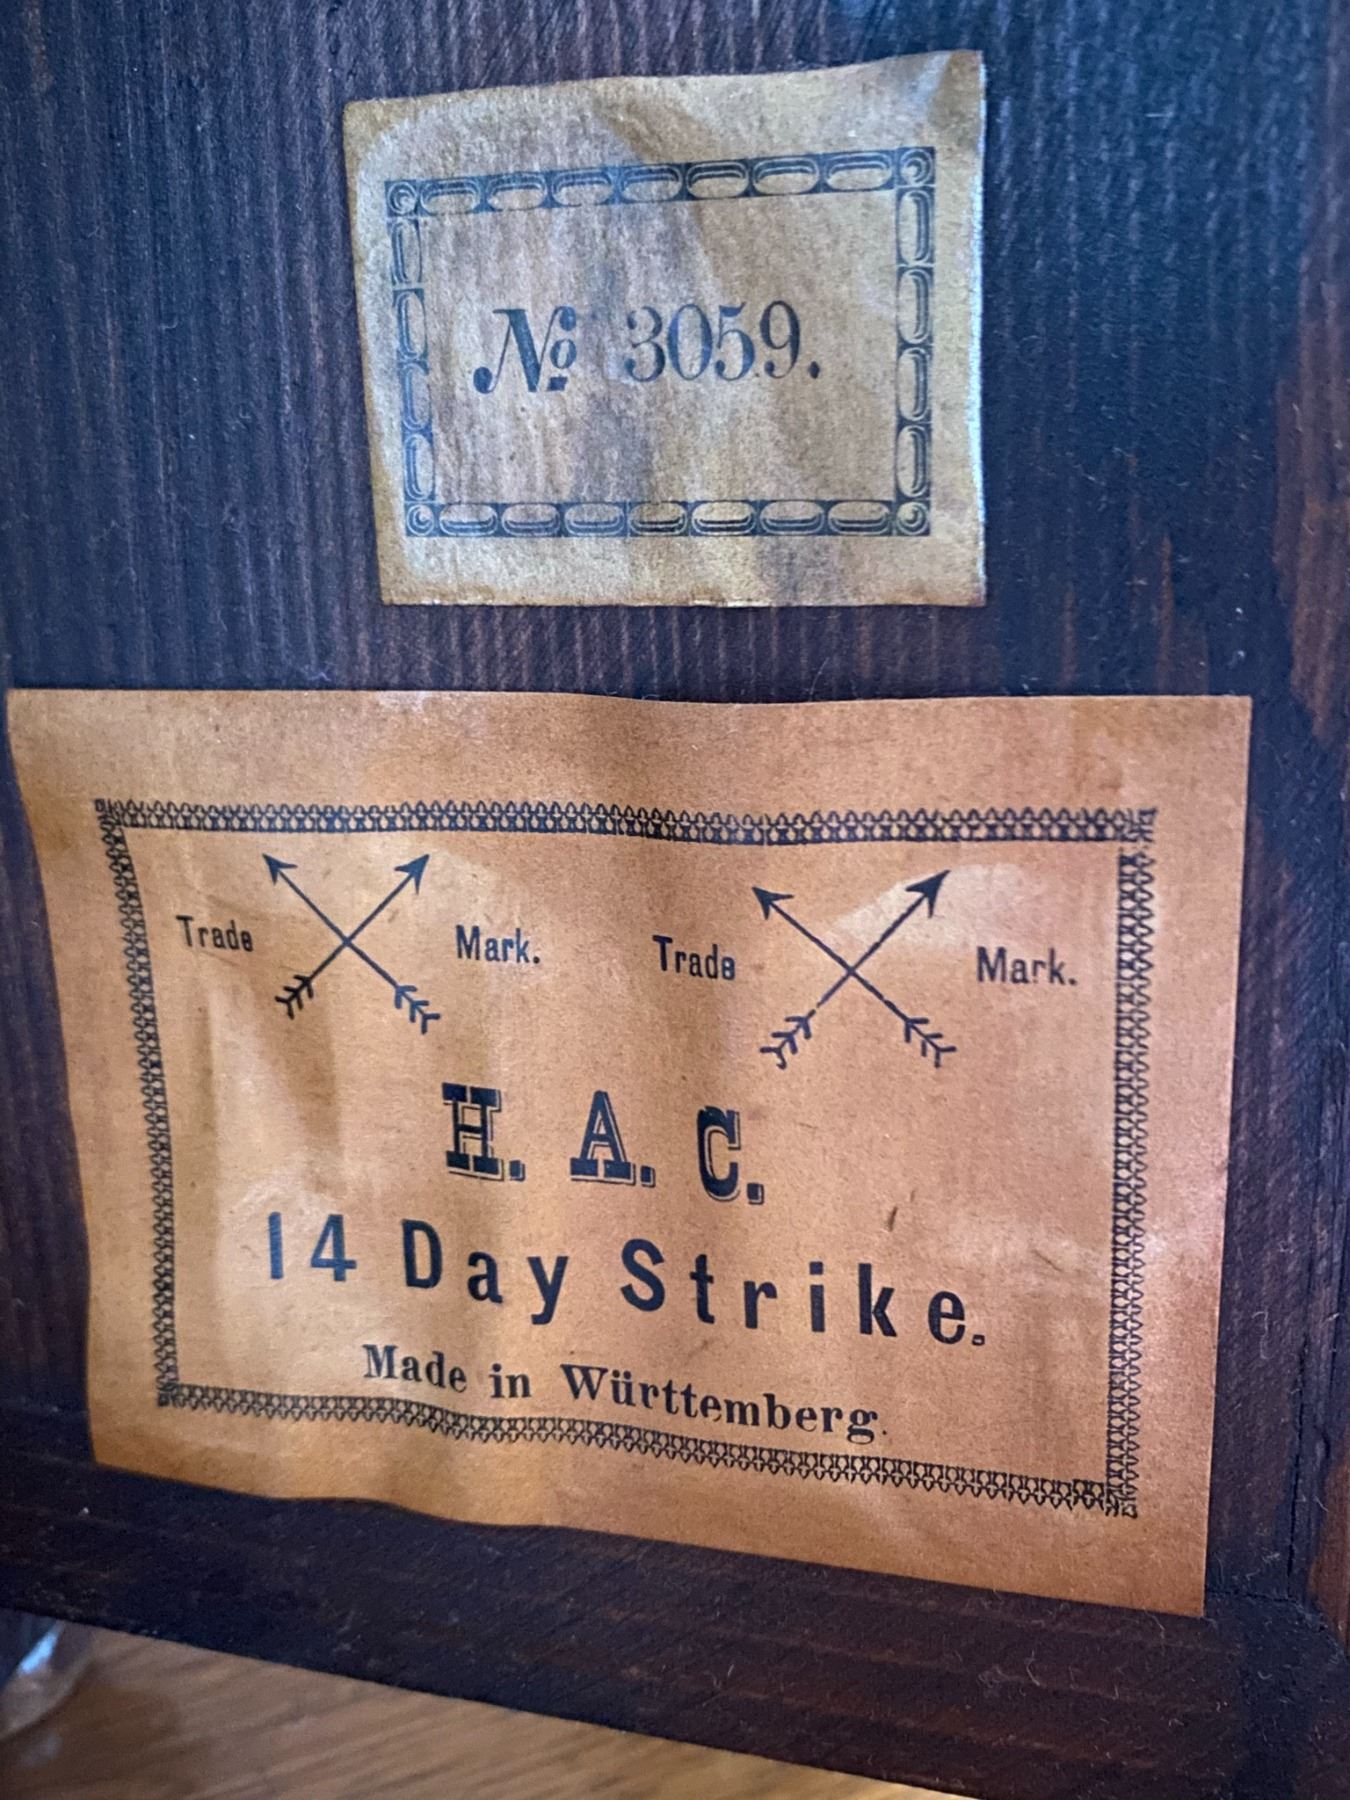 № 3059.
Trade Mark. Trade Mark.
H. A. C.
14 Day Strike.
Made in Württemberg.